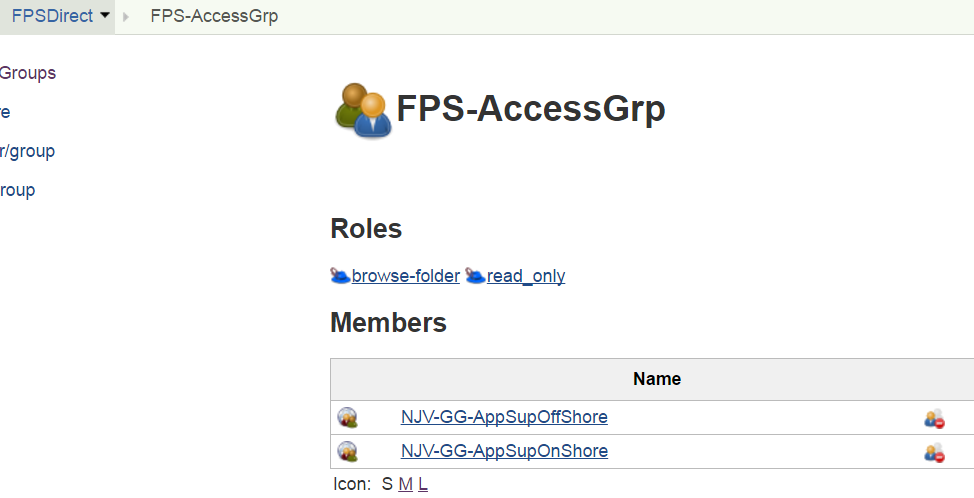 FPSDirect FPS-AccessGrp
Groups
e
r/group
roup
FPS-AccessGrp
Roles
browse-folder read_only
Members
Name
NJV-GG-AppSupOffShore
NJV-GG-AppSupOnShore
Icon: S M L